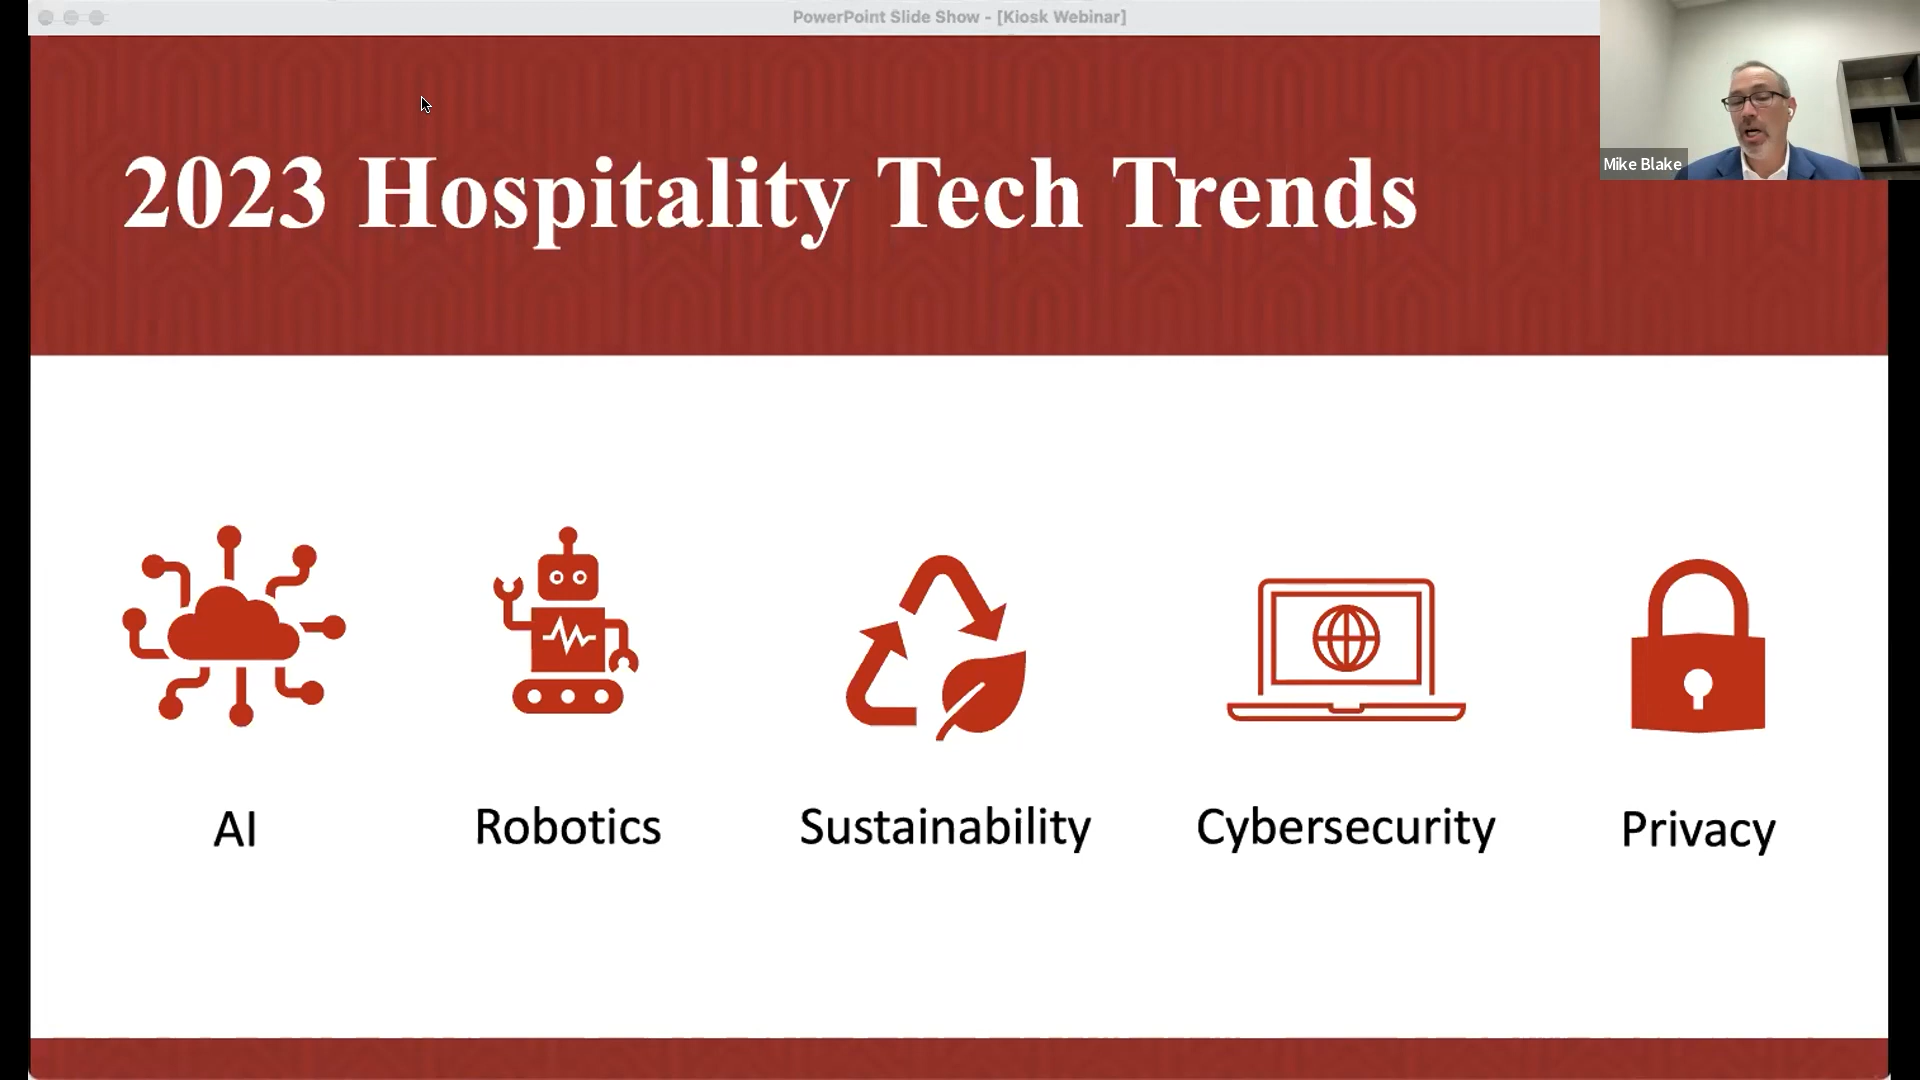 PowerPoint Slide Show - [Kiosk Webinar]
Mike Blake
2023 Hospitality Tech Trends
AI
Robotics
Sustainability
Cybersecurity
Privacy